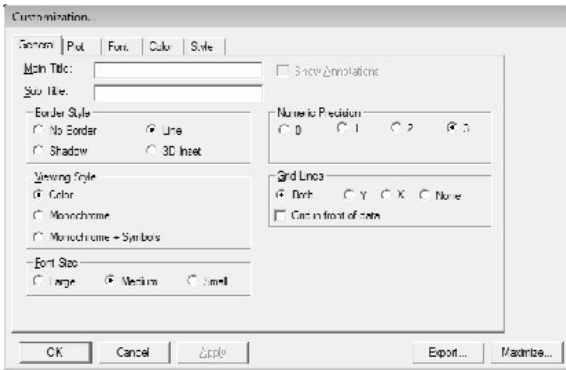 Customization...
General Plot Font Color Style
Main Title:
Show Annotations
Sub Title:
Border Style
No Border Line
Shadow 3D Inset
Numeric Precision
0 1 2 3
Viewing Style
Color
Monochrome
Monochrome + Symbols
Grid Lines
Both Y X None
Grid in front of data
Font Size
Large Medium Small
OK Cancel Apply Export... Maximize...